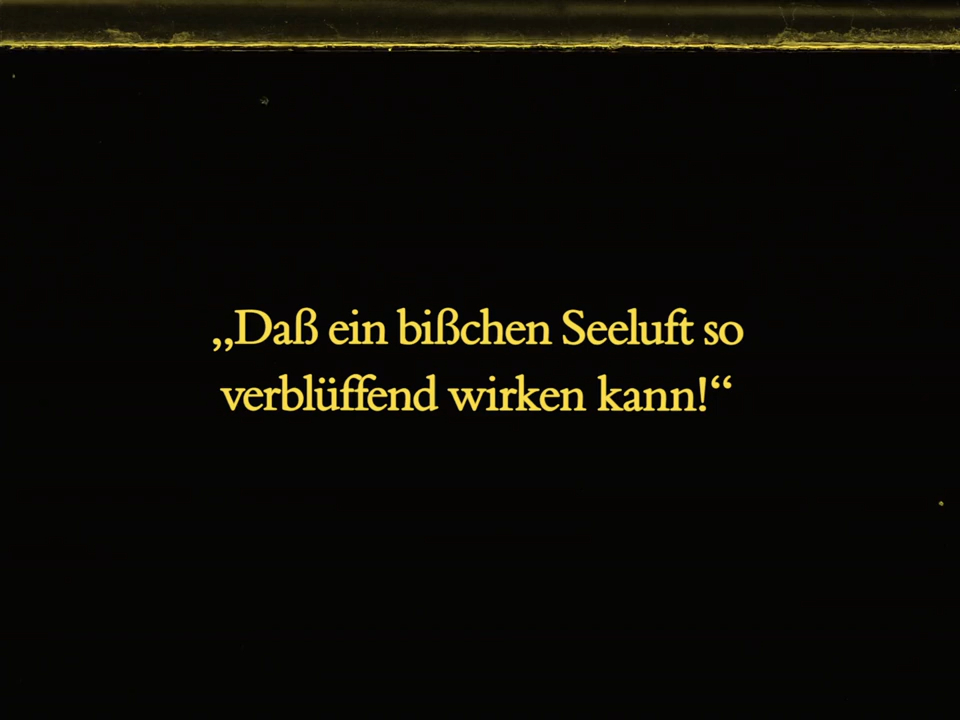 „Daß ein bißchen Seeluft so
verblüffend wirken kann!“